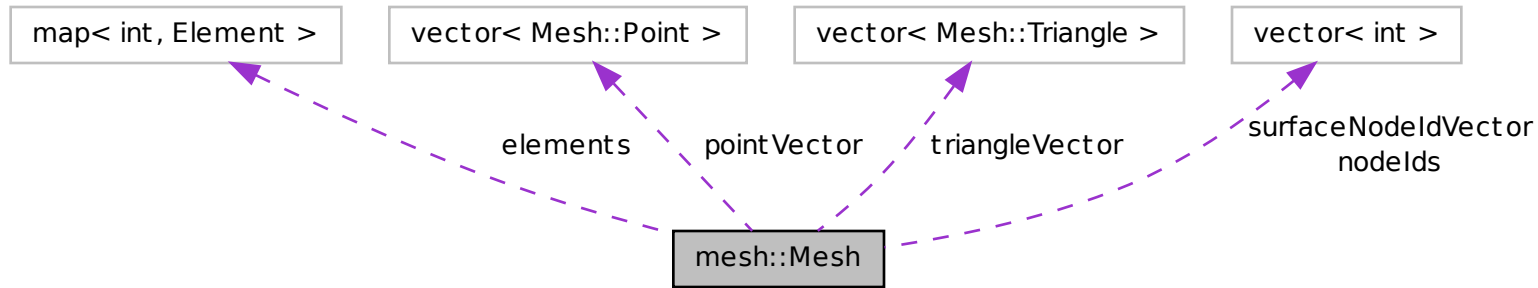 map< int, Element >
vector< Mesh::Point >
vector< Mesh::Triangle >
vector< int >
elements
pointVector
triangleVector
surfaceNodeIdVector
nodeIds
mesh::Mesh